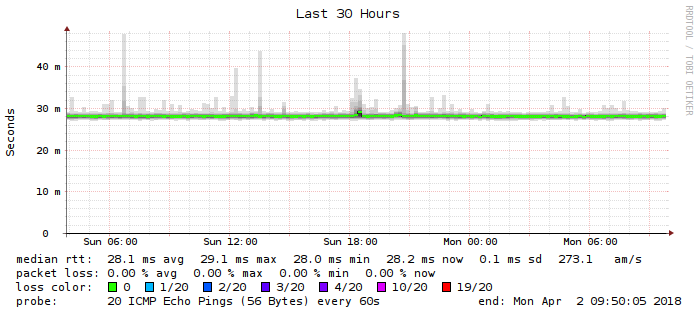 Last 30 Hours
RRDTOOL / TOBI OETIKER
Seconds
40 m
30 m
20 m
10 m
0
Sun 06:00 Sun 12:00 Sun 18:00 Mon 00:00 Mon 06:00
median rtt: 28.1 ms avg 29.1 ms max 28.0 ms min 28.2 ms now 0.1 ms sd 273.1 am/s
packet loss: 0.00 % avg 0.00 % max 0.00 % min 0.00 % now
loss color: 0 1/20 2/20 3/20 4/20 10/20 19/20
probe: 20 ICMP Echo Pings (56 Bytes) every 60s end: Mon Apr 2 09:50:05 2018